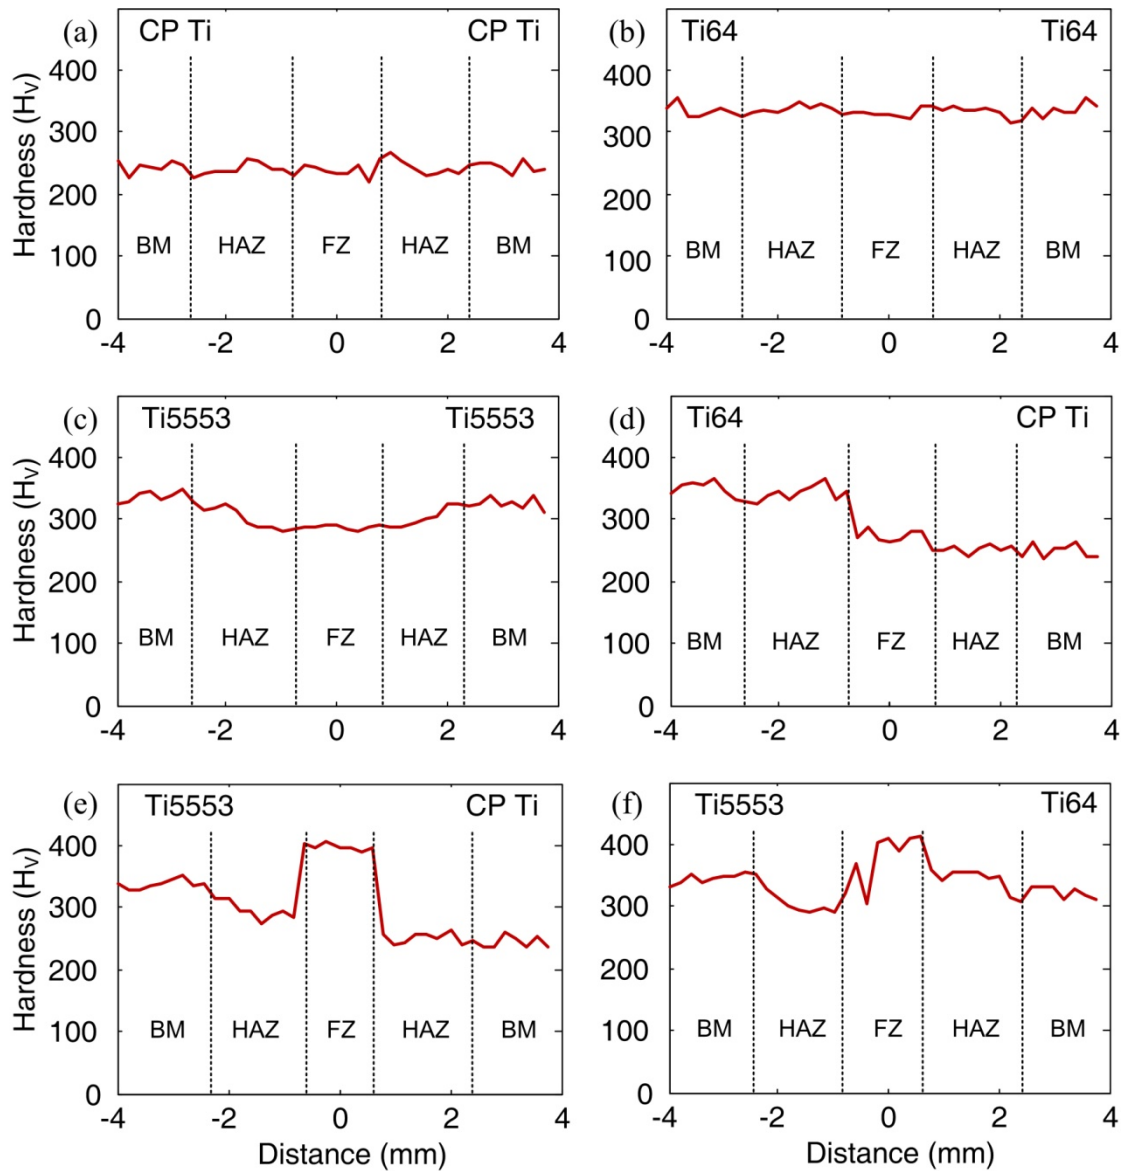 (a) CP Ti CP Ti
400
300
200
100
0
Hardness (HV)
BM HAZ FZ HAZ BM
-4 -2 0 2 4
(b) Ti64 Ti64
400
300
200
100
0
BM HAZ FZ HAZ BM
-4 -2 0 2 4
(c) Ti5553 Ti5553
400
300
200
100
0
Hardness (HV)
BM HAZ FZ HAZ BM
-4 -2 0 2 4
(d) Ti64 CP Ti
400
300
200
100
0
BM HAZ FZ HAZ BM
-4 -2 0 2 4
(e) Ti5553 CP Ti
400
300
200
100
0
Hardness (HV)
BM HAZ FZ HAZ BM
-4 -2 0 2 4
Distance (mm)
(f) Ti5553 Ti64
400
300
200
100
0
BM HAZ FZ HAZ BM
-4 -2 0 2 4
Distance (mm)